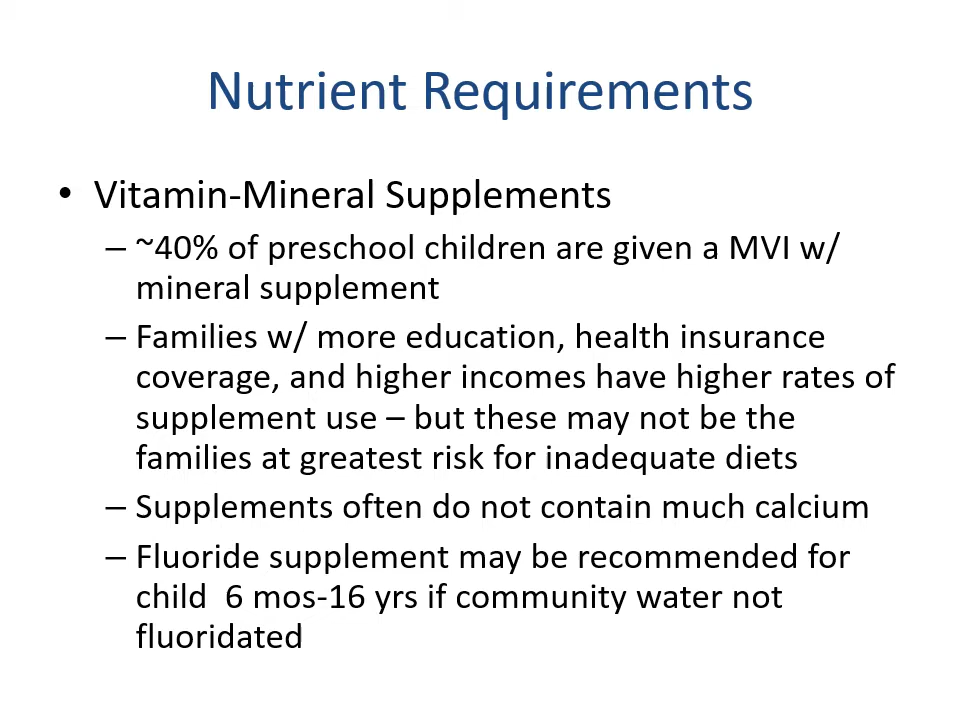 Nutrient Requirements
• Vitamin-Mineral Supplements
– ~40% of preschool children are given a MVI w/
mineral supplement
– Families w/ more education, health insurance
coverage, and higher incomes have higher rates of
supplement use – but these may not be the
families at greatest risk for inadequate diets
– Supplements often do not contain much calcium
– Fluoride supplement may be recommended for
child  6 mos-16 yrs if community water not
fluoridated